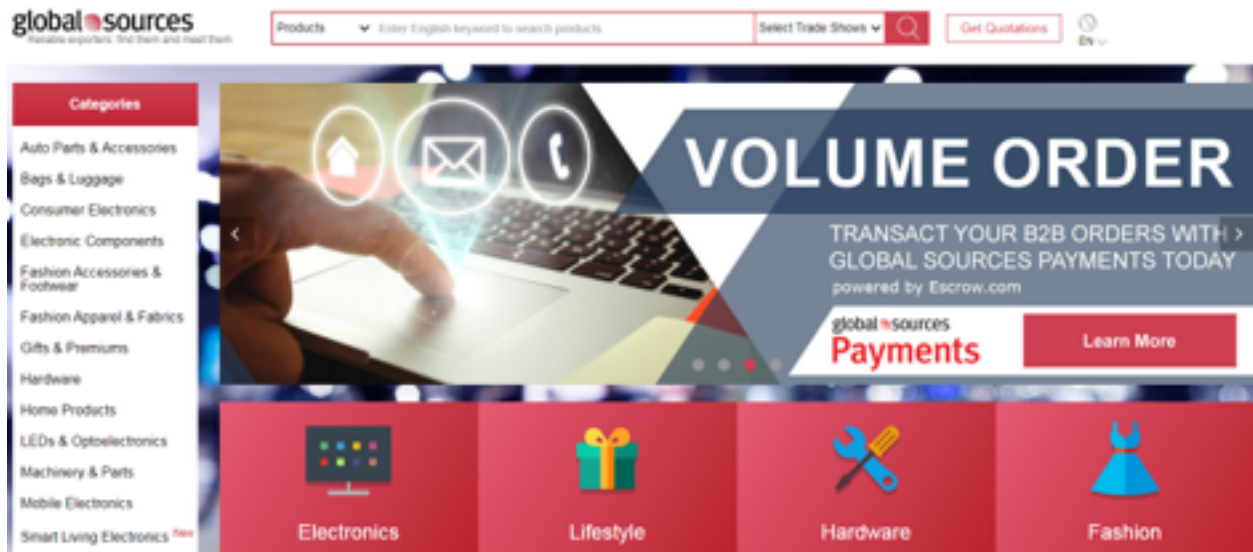 global sources
Reliable exporters: find them and meet them
Products
Enter English keyword to search products
Select Trade Shows
Get Quotations
EN
Categories
Auto Parts & Accessories
Bags & Luggage
Consumer Electronics
Electronic Components
Fashion Accessories &
Footwear
Fashion Apparel & Fabrics
Gifts & Premiums
Hardware
Home Products
LEDs & Optoelectronics
Machinery & Parts
Mobile Electronics
Smart Living Electronics New
VOLUME ORDER
TRANSACT YOUR B2B ORDERS WITH
GLOBAL SOURCES PAYMENTS TODAY
powered by Escrow.com
global sources
Payments
Learn More
Electronics
Lifestyle
Hardware
Fashion